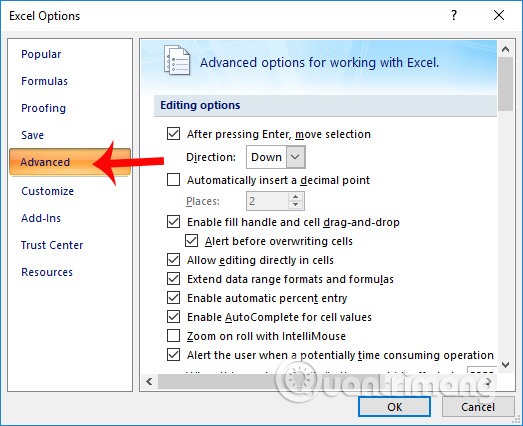 Excel Options
Popular
Formulas
Proofing
Save
Advanced
Customize
Add-Ins
Trust Center
Resources
Advanced options for working with Excel.
Editing options
After pressing Enter, move selection
Direction: Down
Automatically insert a decimal point
Places: 2
Enable fill handle and cell drag-and-drop
Alert before overwriting cells
Allow editing directly in cells
Extend data range formats and formulas
Enable automatic percent entry
Enable AutoComplete for cell values
Zoom on roll with IntelliMouse
Alert the user when a potentially time consuming operation
Quantrimang
OK Cancel